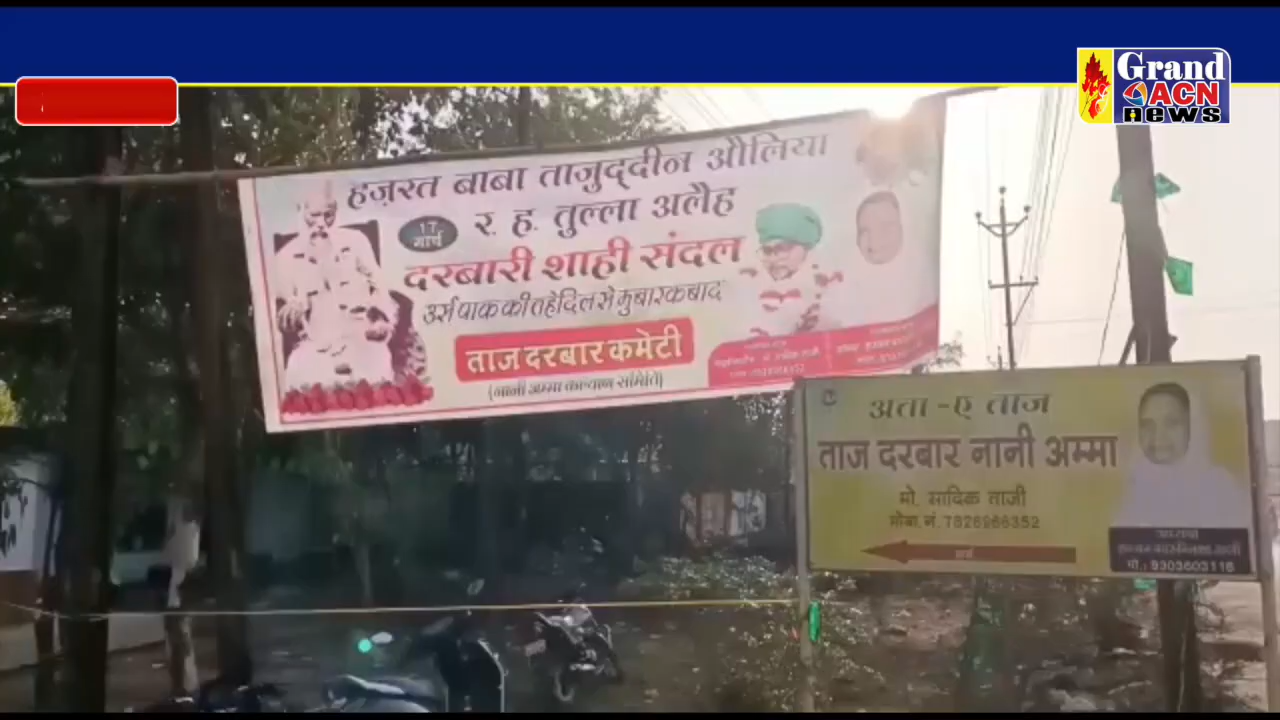 Grand
ACN
news
हज़रत बाबा ताजुद्दीन औलिया
17 मार्च
र. ह. तुल्ला अलैह
दरबारी शाही संदल
उर्स पाक की तहे दिल से मुबारकबाद
ताज दरबार कमेटी
(नानी अम्मा कल्याण समिति)
अता -ए ताज
ताज दरबार नानी अम्मा
मो. सादिक ताजी
मोबा. नं. 7828966352
मार्ग
मो.: 9303603116